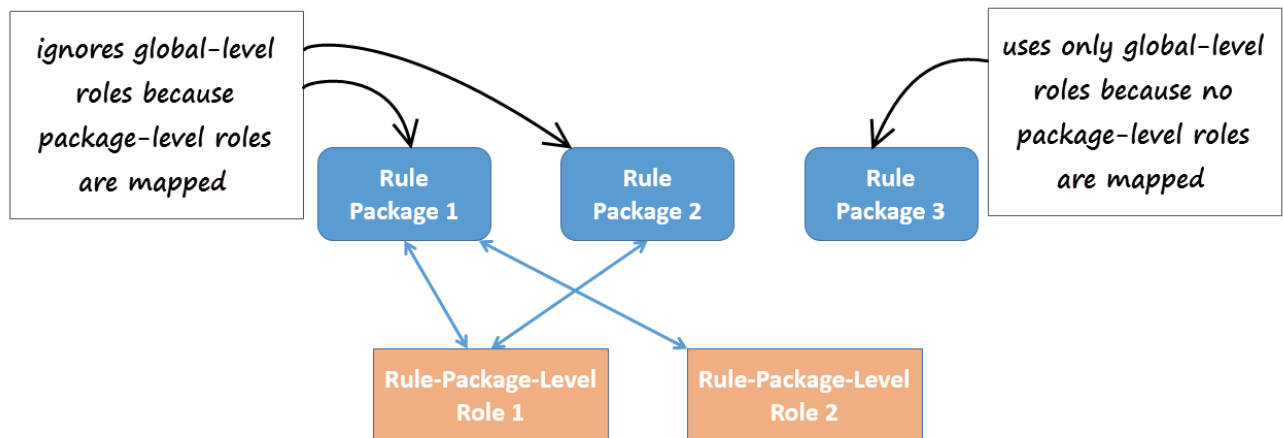 ignores global-level
roles because
package-level roles
are mapped
uses only global-level
roles because no
package-level roles
are mapped
Rule
Package 1
Rule
Package 2
Rule
Package 3
Rule-Package-Level
Role 1
Rule-Package-Level
Role 2